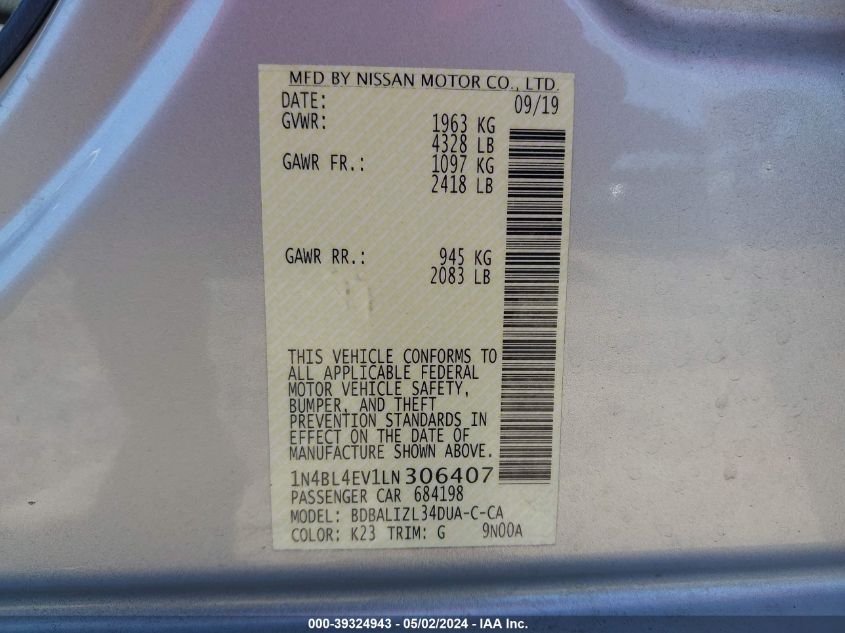 MFD BY NISSAN MOTOR CO., LTD.
DATE: 09/19
GVWR: 1963 KG
4328 LB
GAWR FR.: 1097 KG
2418 LB
GAWR RR.: 945 KG
2083 LB
THIS VEHICLE CONFORMS TO
ALL APPLICABLE FEDERAL
MOTOR VEHICLE SAFETY,
BUMPER, AND THEFT
PREVENTION STANDARDS IN
EFFECT ON THE DATE OF
MANUFACTURE SHOWN ABOVE.
1N4BL4EV1LN306407
PASSENGER CAR 684198
MODEL: BDBALIZL34DUA-C-CA
COLOR: K23 TRIM: G 9N00A
000-39324943 - 05/02/2024 - IAA Inc.